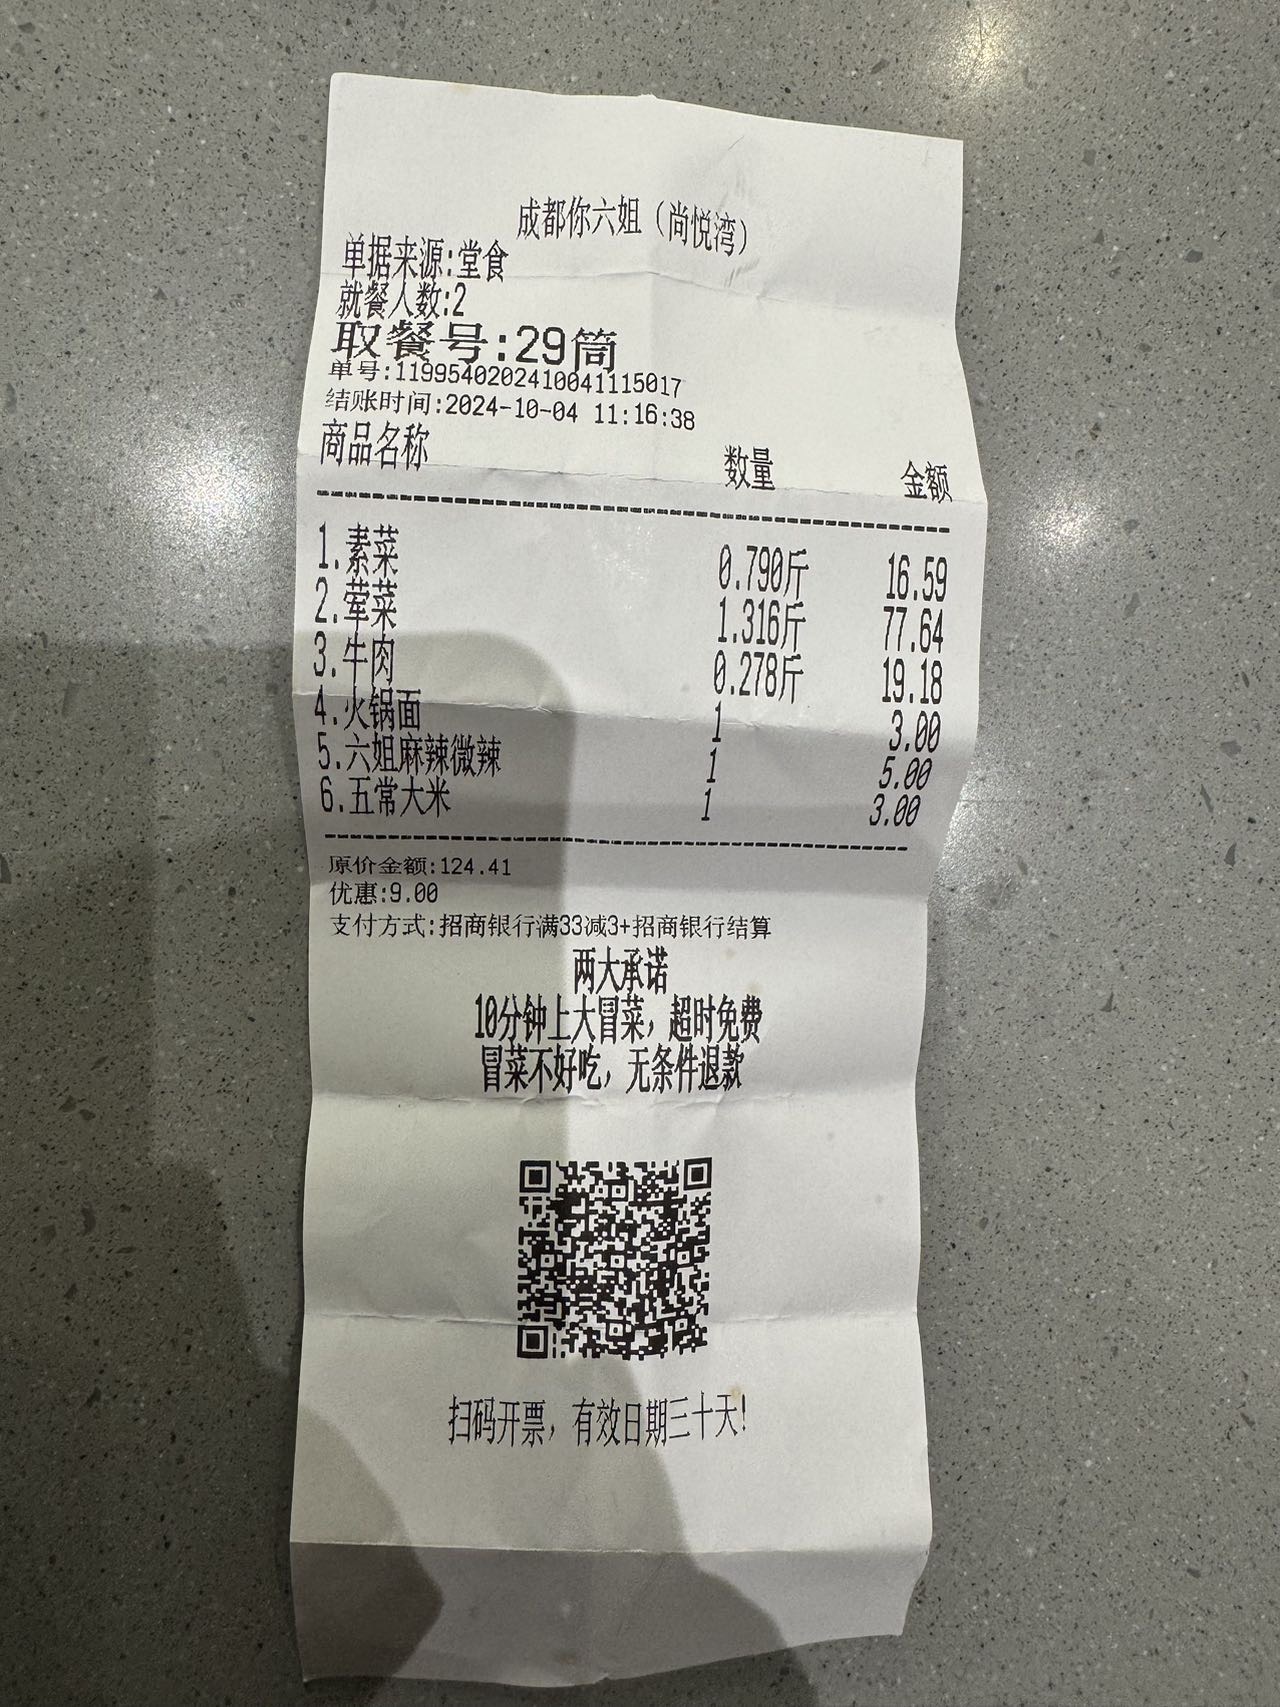 成都你六姐（尚悦湾）
单据来源:堂食
就餐人数:2
取餐号:29筒
单号:1199540202410041115017
结账时间:2024-10-04 11:16:38
商品名称 数量 金额
1.素菜 0.790斤 16.59
2.荤菜 1.316斤 77.64
3.牛肉 0.278斤 19.18
4.火锅面 1 3.00
5.六姐麻辣微辣 1 5.00
6.五常大米 1 3.00
原价金额:124.41
优惠:9.00
支付方式:招商银行满33减3+招商银行结算
两大承诺
10分钟上大冒菜，超时免费
冒菜不好吃，无条件退款
扫码开票，有效日期三十天!